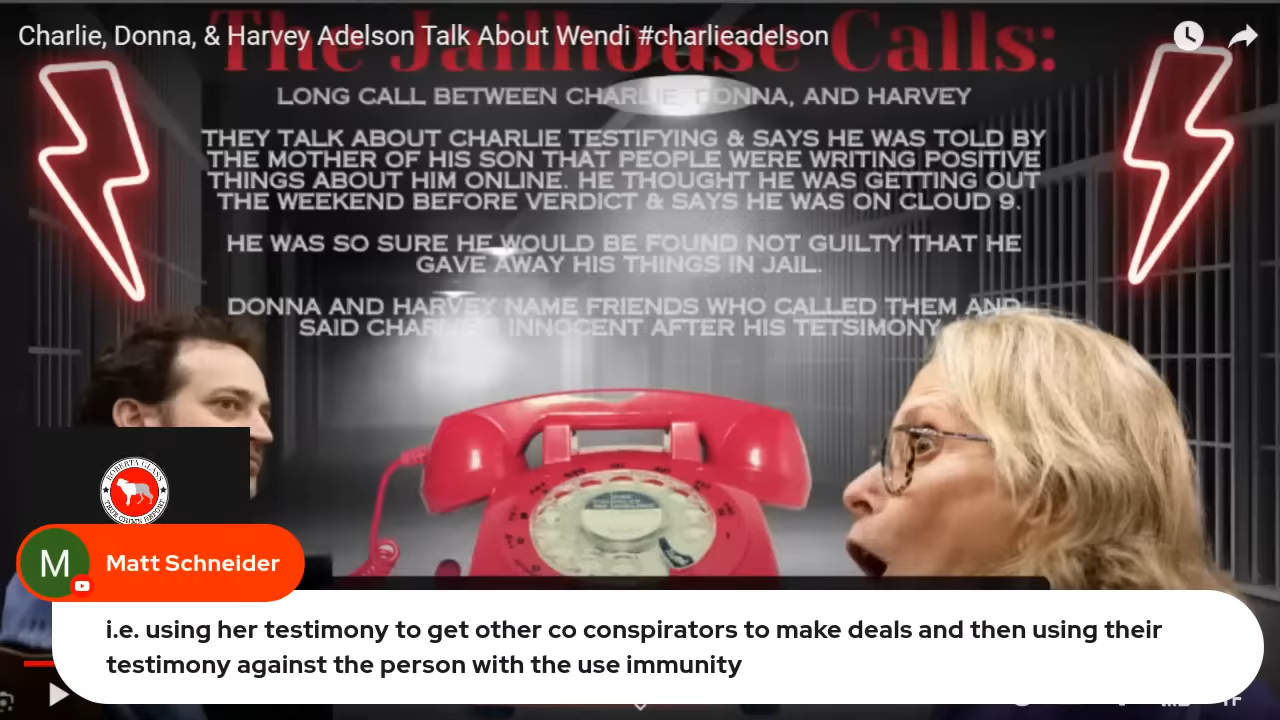 Charlie, Donna, & Harvey Adelson Talk About Wendi #charlieadelson
The Jailhouse Calls:
LONG CALL BETWEEN CHARLIE, DONNA, AND HARVEY
THEY TALK ABOUT CHARLIE TESTIFYING & SAYS HE WAS TOLD BY
THE MOTHER OF HIS SON THAT PEOPLE WERE WRITING POSITIVE
THINGS ABOUT HIM ONLINE. HE THOUGHT HE WAS GETTING OUT
THE WEEKEND BEFORE VERDICT & SAYS HE WAS ON CLOUD 9.
HE WAS SO SURE HE WOULD BE FOUND NOT GUILTY THAT HE
GAVE AWAY HIS THINGS IN JAIL.
DONNA AND HARVEY NAME FRIENDS WHO CALLED THEM AND
SAID INNOCENT AFTER HIS TETSIMONY
ROBERTA GLASS
TRUE CRIME REPORT
M
Matt Schneider
i.e. using her testimony to get other co conspirators to make deals and then using their
testimony against the person with the use immunity